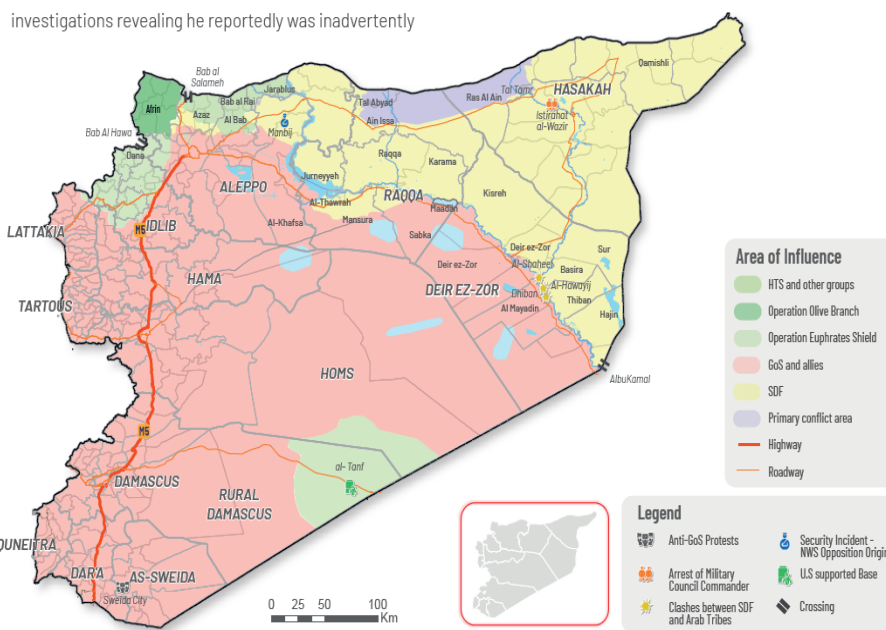 investigations revealing he reportedly was inadvertently
Bab al
Salameh
Qamishli
Jarablus
Tal Tamr
HASAKAH
Afrin
Bab al Rai
Tal Abyad
Ras Al Ain
Azaz
Al Bab
Manbij
Ain Issa
Istirahat
al-Wazir
Bab Al Hawa
Dana
Raqqa
Karama
Jurneyyeh
ALEPPO
RAQQA
Kisreh
Al-Thawrah
Maadan
LATTAKIA
M5
IDLIB
Al-Khafsa
Mansura
Sabka
Deir ez-Zor
Sur
Al-Shaheel
Basira
Deir ez-Zor
HAMA
DEIR EZ-ZOR
Al-Hawayij
Dhiban
Thiban
TARTOUS
Al Mayadin
Hajin
HOMS
AlbuKamal
M5
al- Tanf
DAMASCUS
RURAL
DAMASCUS
QUNEITRA
DAR'A
AS-SWEIDA
Sweida City
0 25 50 100
Km
Area of Influence
HTS and other groups
Operation Olive Branch
Operation Euphrates Shield
GoS and allies
SDF
Primary conflict area
Highway
Roadway
Legend
Anti-GoS Protests
Security Incident -
NWS Opposition Origin
Arrest of Military
Council Commander
U.S supported Base
Clashes between SDF
and Arab Tribes
Crossing